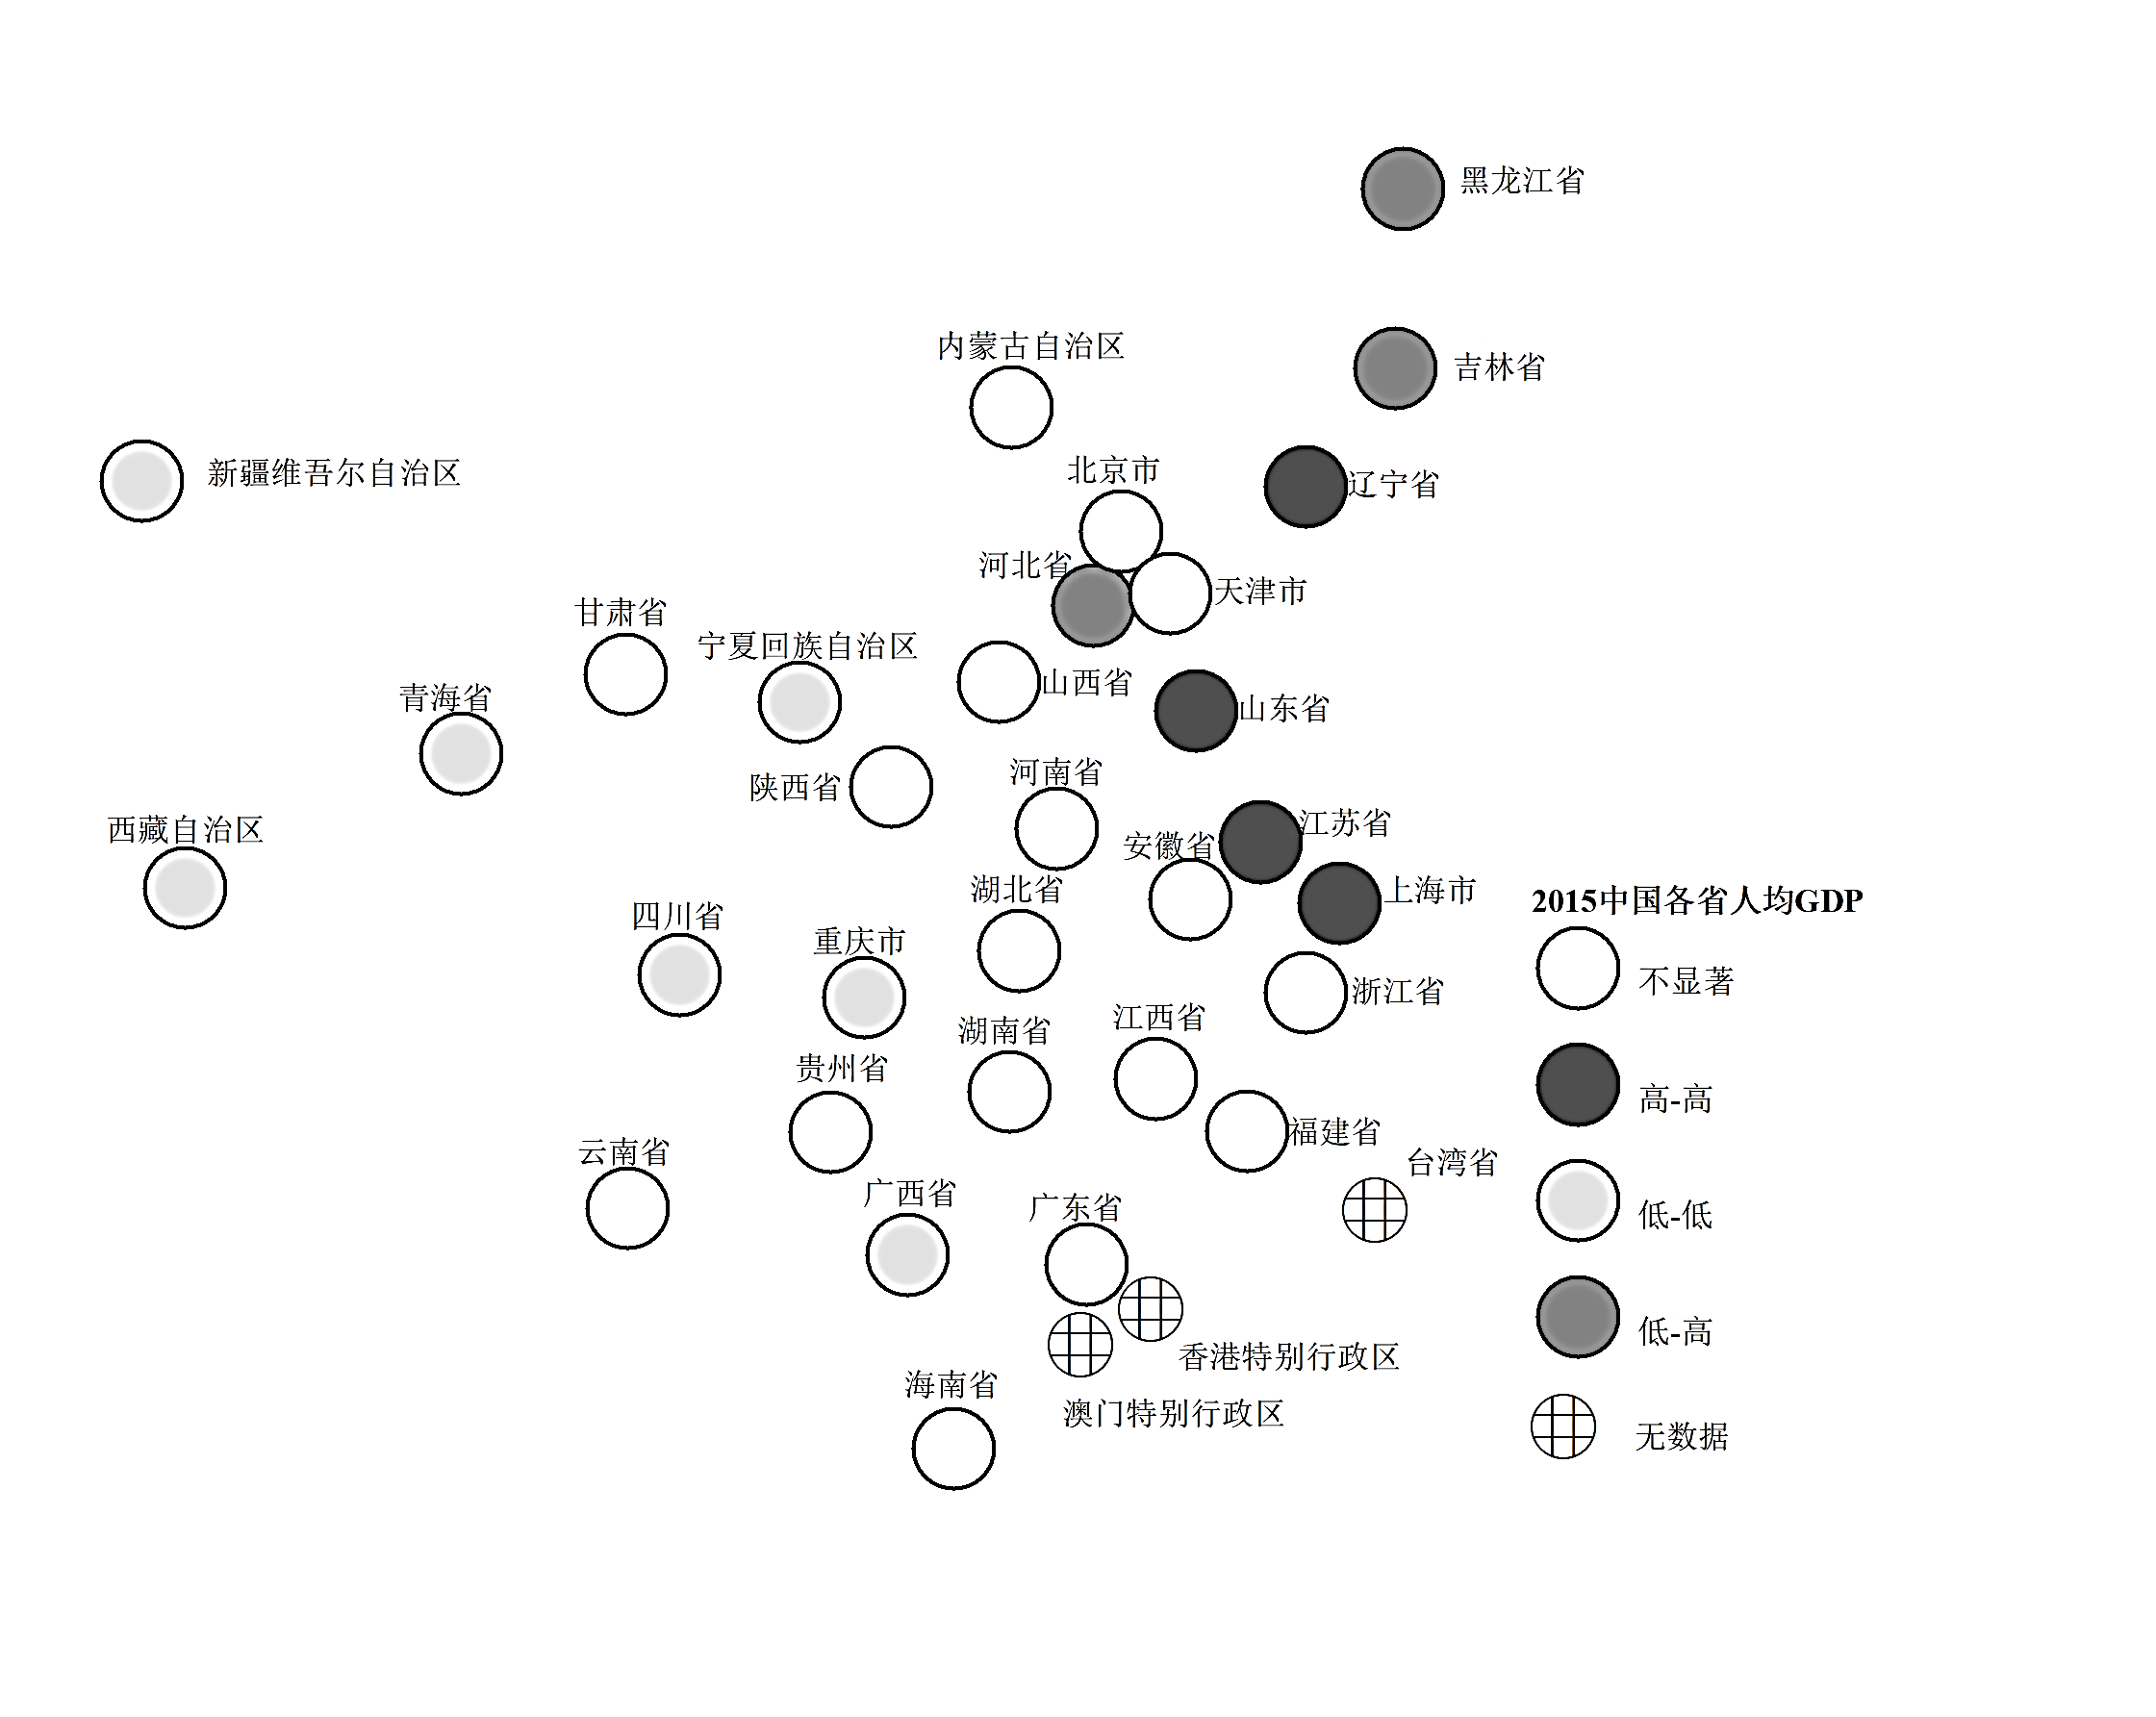 黑龙江省
内蒙古自治区
吉林省
北京市
辽宁省
新疆维吾尔自治区
河北省
天津市
甘肃省
宁夏回族自治区
山西省
青海省
山东省
陕西省
河南省
江苏省
西藏自治区
安徽省
湖北省
上海市
四川省
重庆市
浙江省
湖南省
江西省
贵州省
福建省
云南省
台湾省
广西省
广东省
香港特别行政区
海南省
澳门特别行政区
2015中国各省人均GDP
不显著
高-高
低-低
低-高
无数据